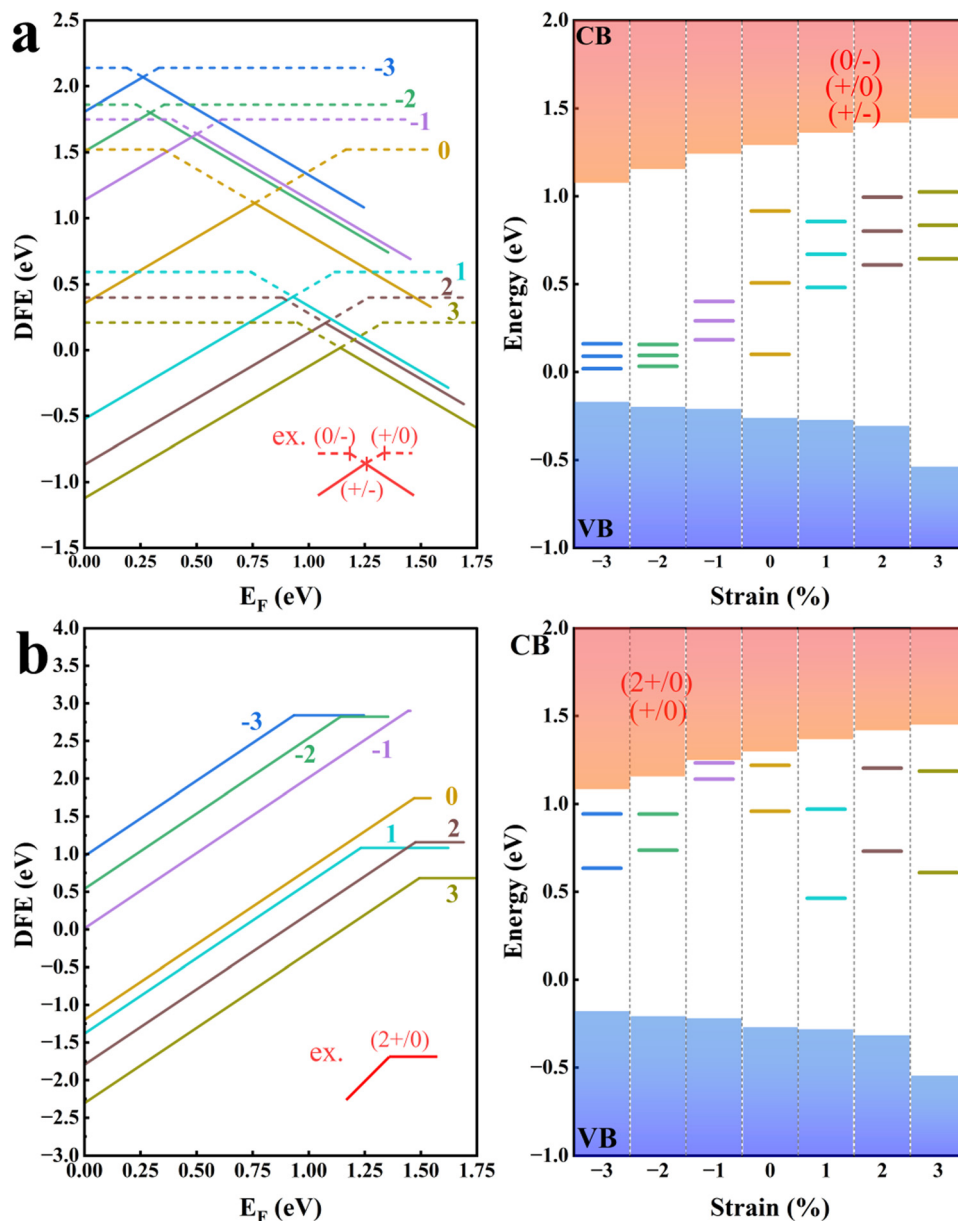 a
2.5
2.0
1.5
1.0
0.5
0.0
−0.5
−1.0
−1.5
DFE (eV)
-3
-2
-1
0
1
2
3
ex. (0/-) (+/0)
(+/-)
0.00 0.25 0.50 0.75 1.00 1.25 1.50 1.75
E_F (eV)
2.0
1.5
1.0
0.5
0.0
−0.5
−1.0
Energy (eV)
CB
(0/-)
(+/0)
(+/-)
VB
−3 −2 −1 0 1 2 3
Strain (%)
b
4.0
3.5
3.0
2.5
2.0
1.5
1.0
0.5
0.0
−0.5
−1.0
−1.5
−2.0
−2.5
−3.0
DFE (eV)
-3
-2
-1
0
1
2
3
ex. (2+/0)
0.00 0.25 0.50 0.75 1.00 1.25 1.50 1.75
E_F (eV)
CB
2.0
1.5
1.0
0.5
0.0
−0.5
−1.0
Energy (eV)
(2+/0)
(+/0)
VB
−3 −2 −1 0 1 2 3
Strain (%)